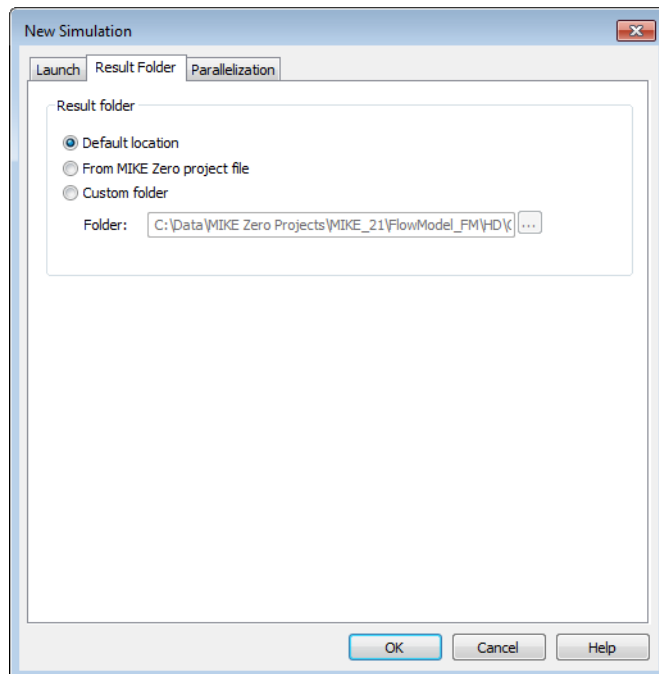 New Simulation
Launch Result Folder Parallelization
Result folder
Default location
From MIKE Zero project file
Custom folder
Folder: C:\Data\MIKE Zero Projects\MIKE_21\FlowModel_FM\HD\ ...
OK Cancel Help